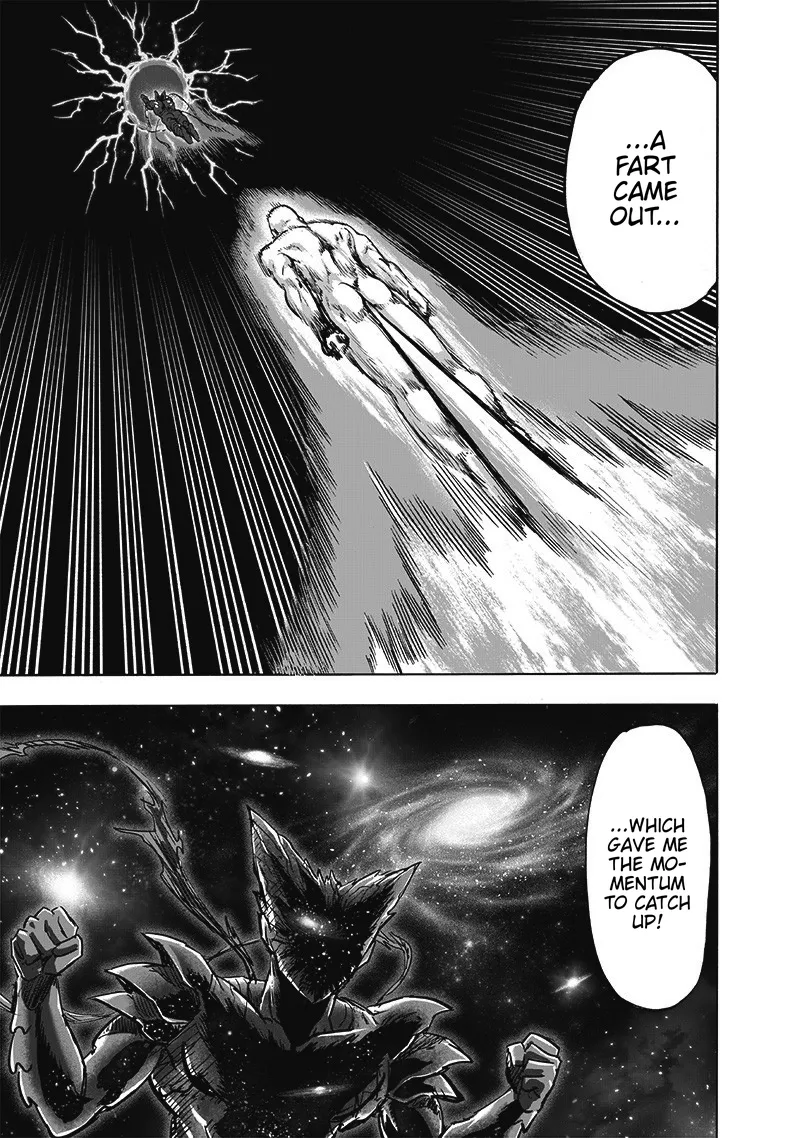 ...A
FART
CAME
OUT...
...WHICH
GAVE ME
THE MO-
MENTUM
TO CATCH
UP!